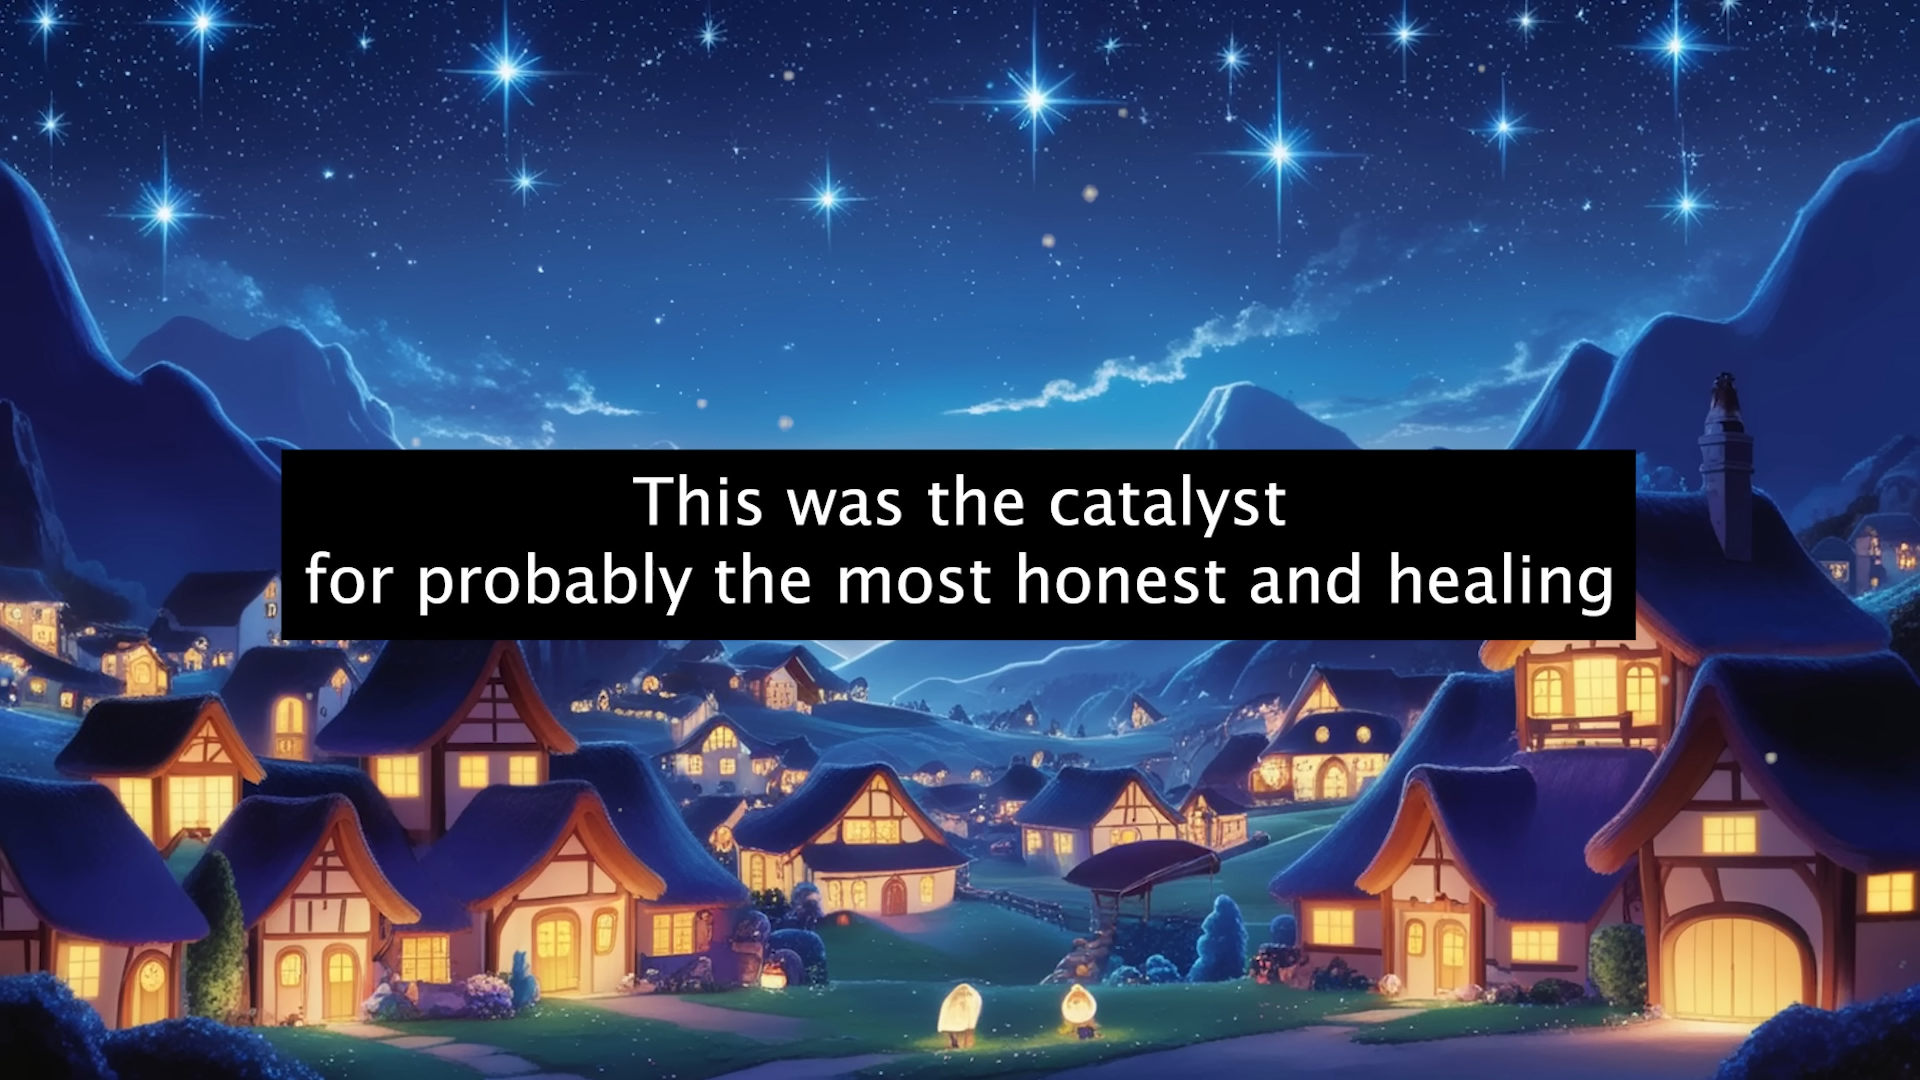 This was the catalyst
for probably the most honest and healing